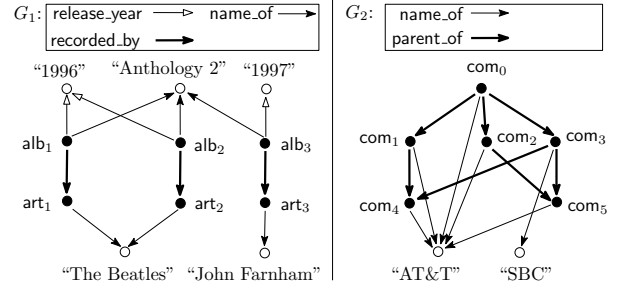 G1: release_year name_of
recorded_by
"1996" "Anthology 2" "1997"
alb1 alb2 alb3
art1 art2 art3
"The Beatles" "John Farnham"
G2: name_of
parent_of
com0
com1 com2 com3
com4 com5
"AT&T" "SBC"